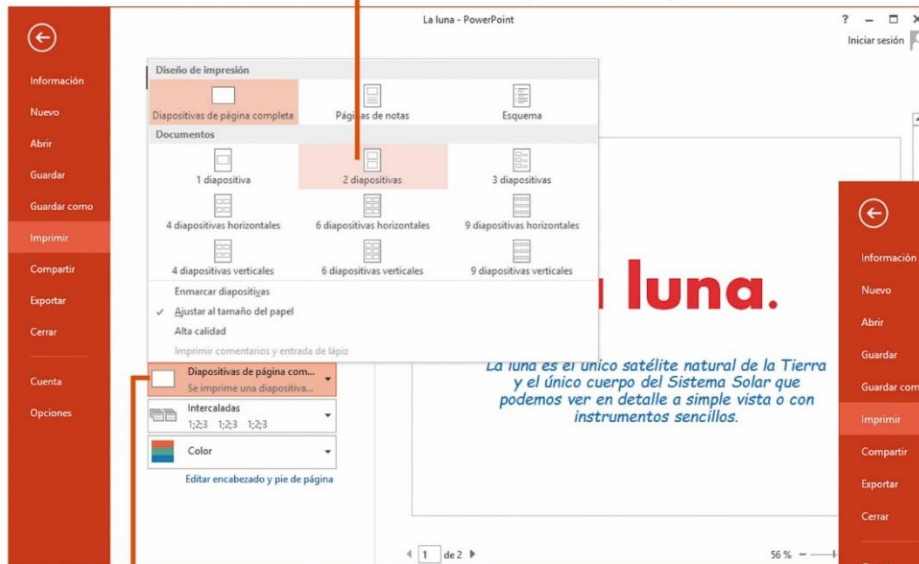 La luna - PowerPoint
?
Iniciar sesión
Información
Nuevo
Abrir
Guardar
Guardar como
Imprimir
Compartir
Exportar
Cerrar
Cuenta
Opciones
Diseño de impresión
Diapositivas de página completa
Páginas de notas
Esquema
Documentos
1 diapositiva
2 diapositivas
3 diapositivas
4 diapositivas horizontales
6 diapositivas horizontales
9 diapositivas horizontales
4 diapositivas verticales
6 diapositivas verticales
9 diapositivas verticales
Enmarcar diapositivas
Ajustar al tamaño del papel
Alta calidad
Imprimir comentarios y entrada de lápiz
Diapositivas de página com...
Se imprime una diapositiva...
Intercaladas
1;2;3 1;2;3 1;2;3
Color
Editar encabezado y pie de página
luna.
La luna es el único satélite natural de la Tierra
y el único cuerpo del Sistema Solar que
podemos ver en detalle a simple vista o con
instrumentos sencillos.
1 de 2
56 %
Información
Nuevo
Abrir
Guardar
Guardar com
Imprimir
Compartir
Exportar
Cerrar